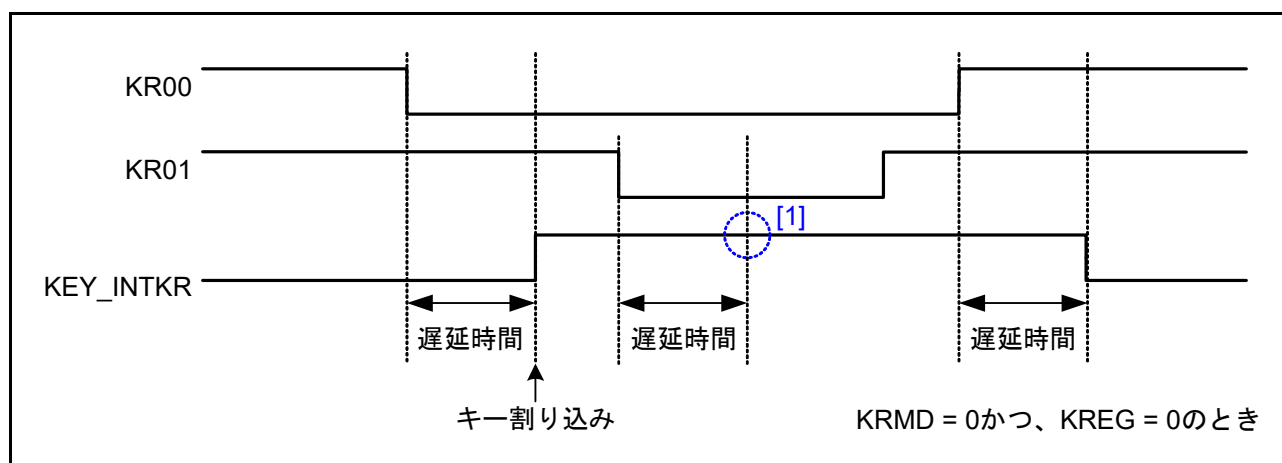 KR00
KR01
[1]
KEY_INTKR
遅延時間 遅延時間 遅延時間
キー割り込み KRMD = 0かつ、KREG = 0のとき